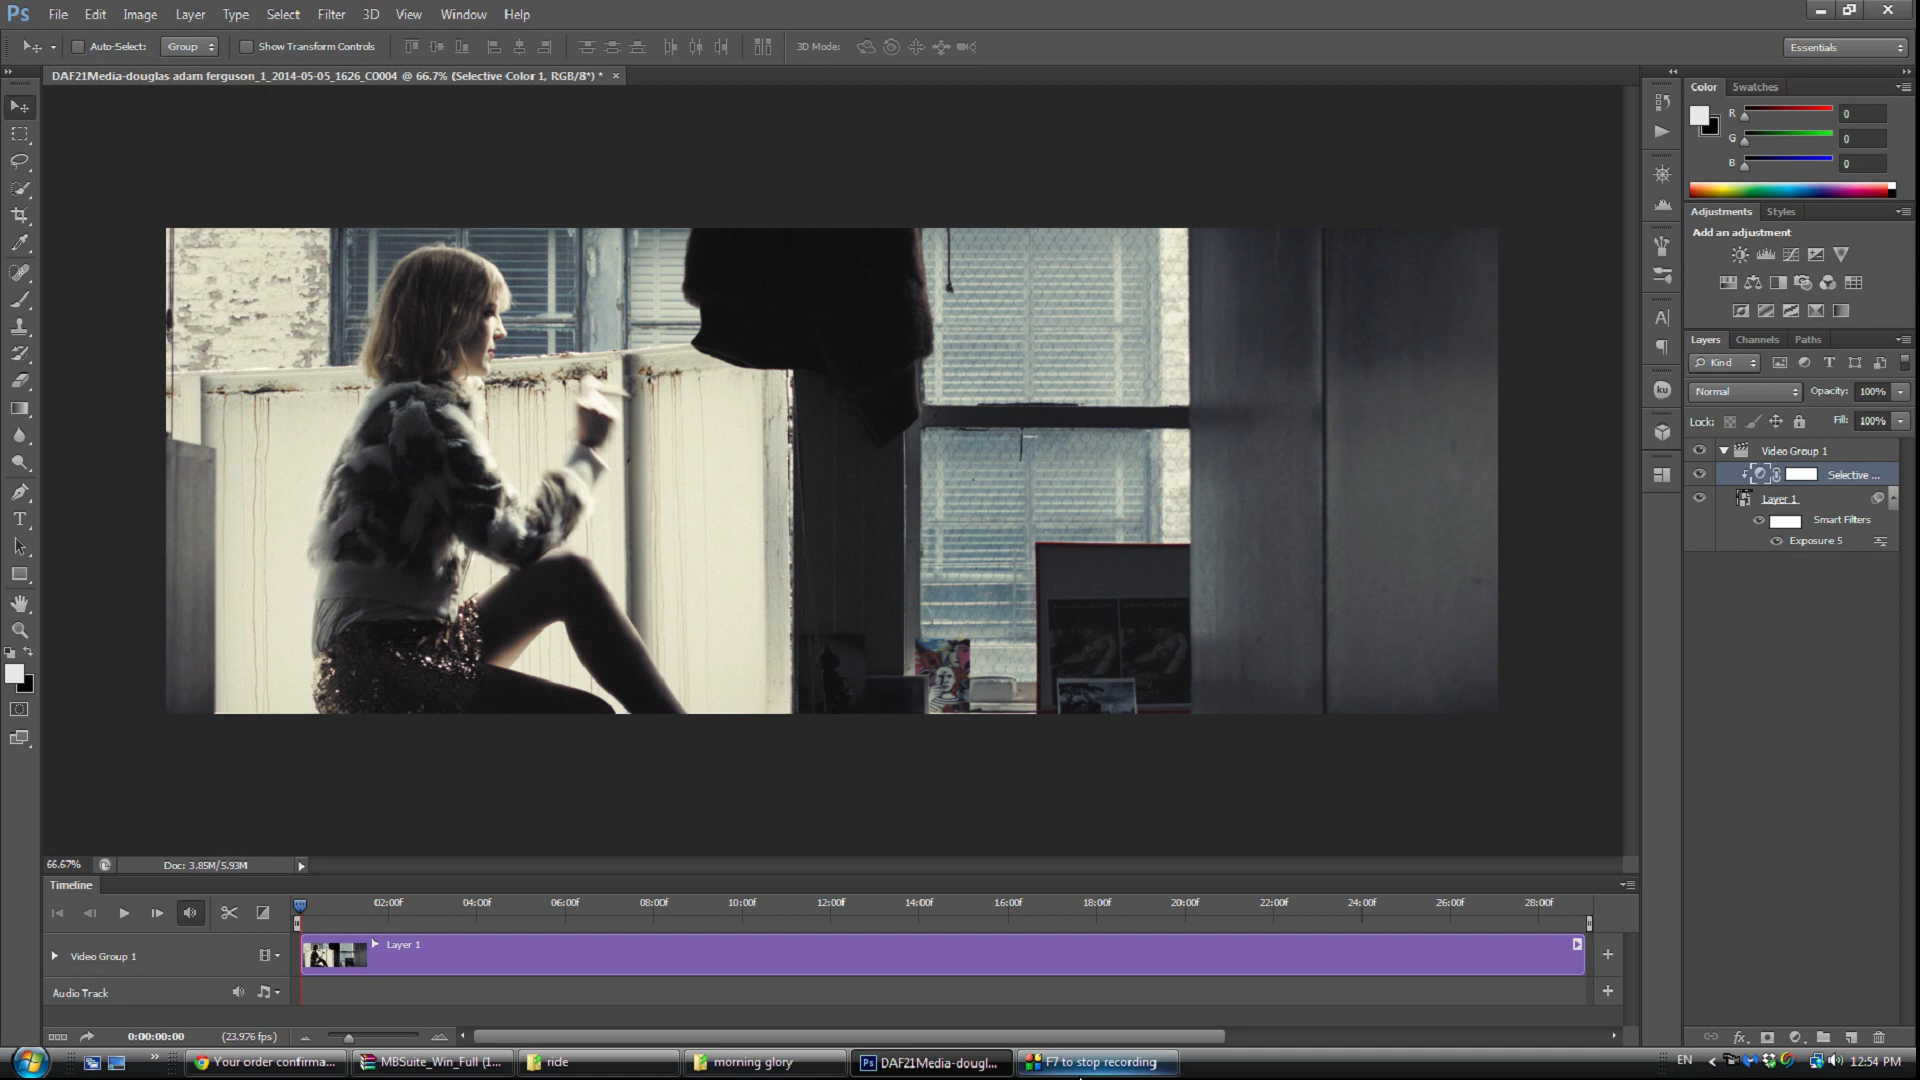 Ps File Edit Image Layer Type Select Filter 3D View Window Help
Auto-Select: Group Show Transform Controls 3D Mode: Essentials
DAF21Media-douglas adam ferguson_1_2014-05-05_1626_C0004 @ 66.7% (Selective Color 1, RGB/8*) * ×
Color Swatches
R 0
G 0
B 0
Adjustments Styles
Add an adjustment
Layers Channels Paths
Kind
Normal Opacity: 100%
Lock: Fill: 100%
Video Group 1
Selective ...
Layer 1
Smart Filters
Exposure 5
66.67% Doc: 3.85M/5.93M
Timeline
02:00f 04:00f 06:00f 08:00f 10:00f 12:00f 14:00f 16:00f 18:00f 20:00f 22:00f 24:00f 26:00f 28:00f
Layer 1
Video Group 1
Audio Track
0:00:00:00 (23.976 fps)
Your order confirma... MBSuite_Win_Full (1... ride morning glory Ps DAF21Media-dougl... F7 to stop recording EN 12:54 PM